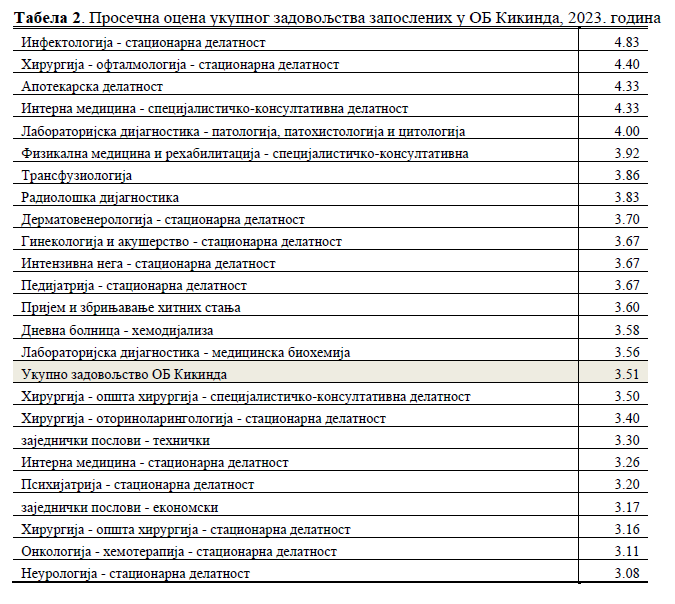 Табела 2. Просечна оцена укупног задовољства запослених у ОБ Кикинда, 2023. година
Инфектологија - стационарна делатност 4.83
Хирургија - офталмологија - стационарна делатност 4.40
Апотекарска делатност 4.33
Интерна медицина - специјалистичко-консултативна делатност 4.33
Лабораторијска дијагностика - патологија, патохистологија и цитологија 4.00
Физикална медицина и рехабилитација - специјалистичко-консултативна 3.92
Трансфузиологија 3.86
Радиолошка дијагностика 3.83
Дерматовенерологија - стационарна делатност 3.70
Гинекологија и акушерство - стационарна делатност 3.67
Интензивна нега - стационарна делатност 3.67
Педијатрија - стационарна делатност 3.67
Пријем и збрињавање хитних стања 3.60
Дневна болница - хемодијализа 3.58
Лабораторијска дијагностика - медицинска биохемија 3.56
Укупно задовољство ОБ Кикинда 3.51
Хирургија - општа хирургија - специјалистичко-консултативна делатност 3.50
Хирургија - оториноларингологија - стационарна делатност 3.40
заједнички послови - технички 3.30
Интерна медицина - стационарна делатност 3.26
Психијатрија - стационарна делатност 3.20
заједнички послови - економски 3.17
Хирургија - општа хирургија - стационарна делатност 3.16
Онкологија - хемотерапија - стационарна делатност 3.11
Неурологија - стационарна делатност 3.08